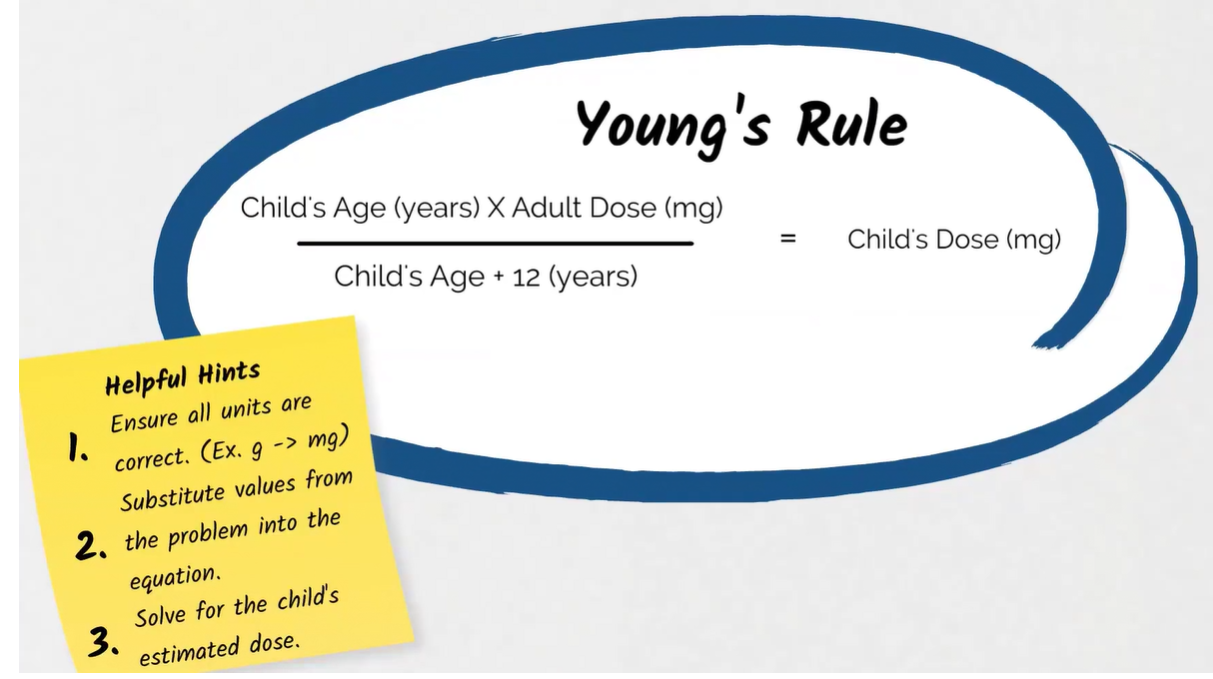 Young's Rule
Child's Age (years) X Adult Dose (mg)
= Child's Dose (mg)
Child's Age + 12 (years)
Helpful Hints
1. Ensure all units are
correct. (Ex. g -> mg)
2. Substitute values from
the problem into the
equation.
3. Solve for the child's
estimated dose.